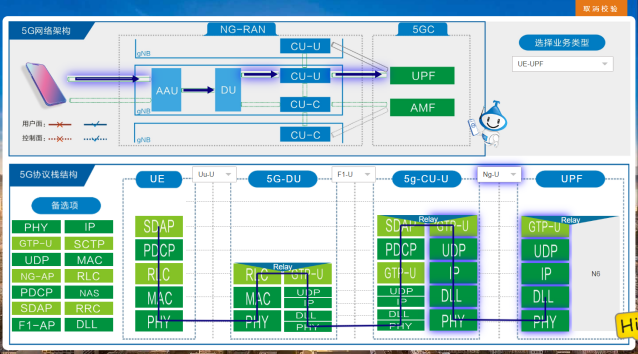 取消校验
5G网络架构
NG-RAN
5GC
选择业务类型
UE-UPF
gNB
CU-U
AAU
DU
CU-U
UPF
gNB
CU-C
AMF
gNB
CU-C
用户面:
控制面:
5G协议栈结构
UE
Uu-U
5G-DU
F1-U
5g-CU-U
Ng-U
UPF
备选项
PHY
IP
GTP-U
SCTP
UDP
MAC
NG-AP
RLC
PDCP
NAS
SDAP
RRC
F1-AP
DLL
SDAP
PDCP
RLC
MAC
PHY
Relay
RLC
GTP-U
MAC
UDP
IP
PHY
DLL
PHY
Relay
SDAP
GTP-U
PDCP
UDP
GTP-U
IP
UDP
IP
DLL
DLL
PHY
PHY
Relay
GTP-U
UDP
IP
DLL
PHY
N6
Hi